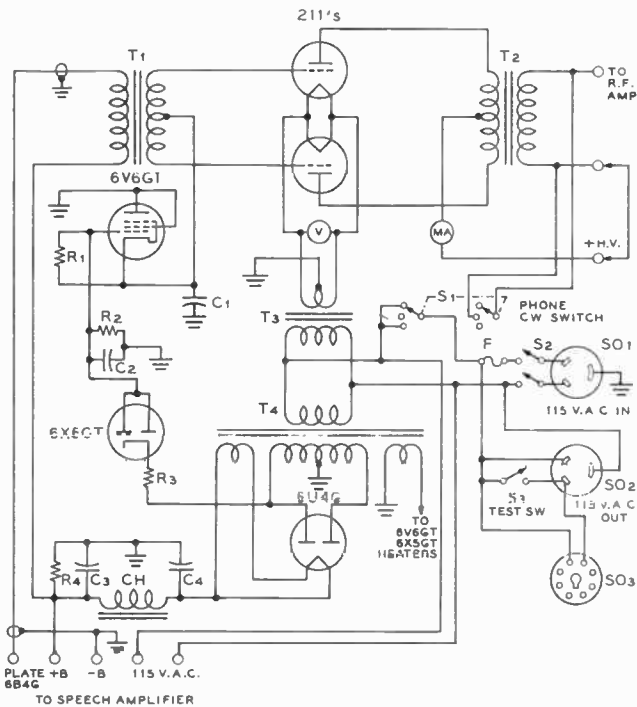 211's
T1
T2
TO
R.F.
AMP
6V6GT
R1
V
MA
+H.V.
C1
S1
PHONE
CW SWITCH
R2
C2
T3
F
S2
SO1
115 V.A.C IN
T4
6X5GT
R3
5U4G
SO2
115 V.A.C
OUT
S3
TEST SW
TO
6V6GT
6X5GT
HEATERS
R4
C3
CH
C4
SO3
PLATE
6B4G
+B
-B
115 V.A.C.
TO SPEECH AMPLIFIER